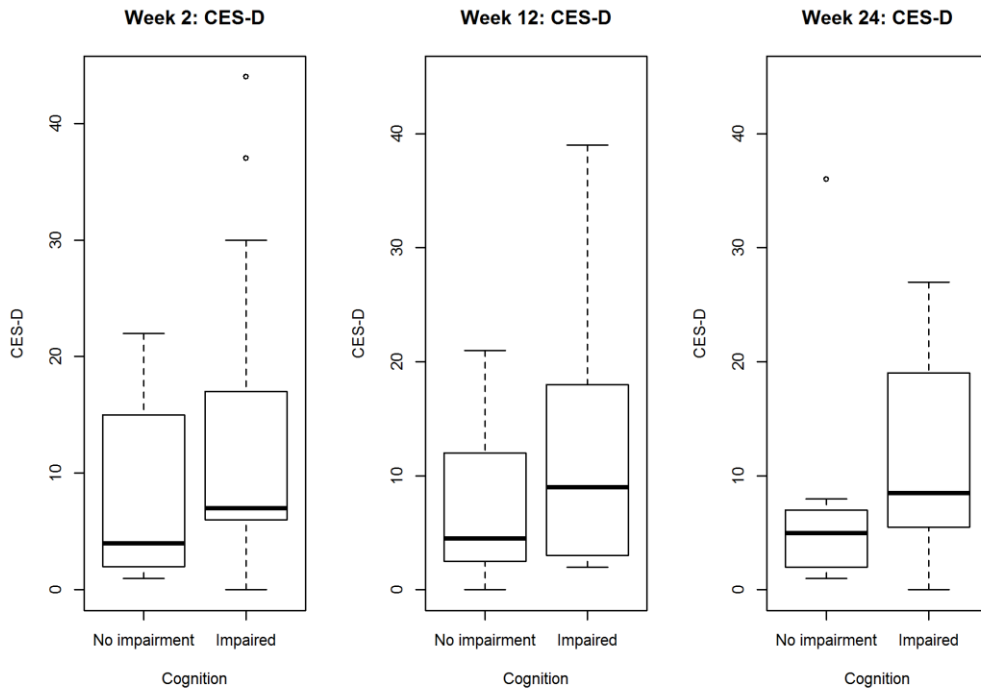 Week 2: CES-D
CES-D
40
30
20
10
0
No impairment Impaired
Cognition
Week 12: CES-D
CES-D
40
30
20
10
0
No impairment Impaired
Cognition
Week 24: CES-D
CES-D
40
30
20
10
0
No impairment Impaired
Cognition